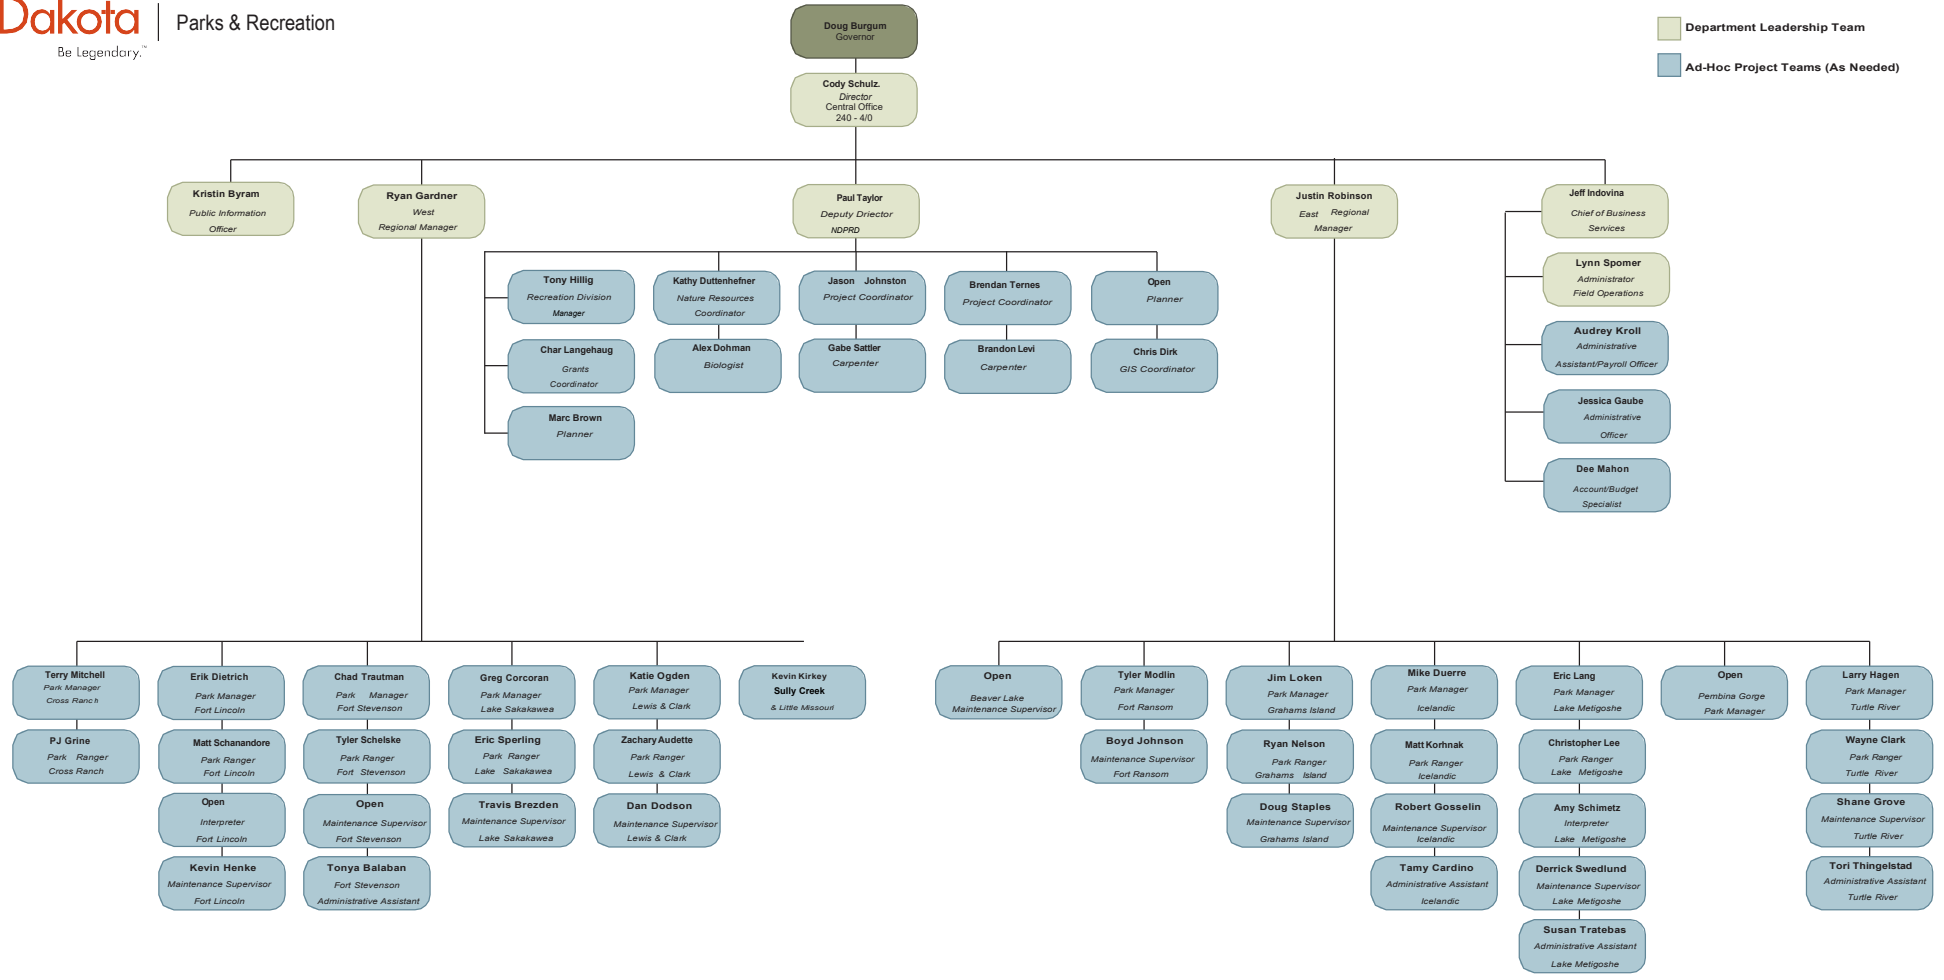 Dakota
Parks & Recreation
Be Legendary.™
Department Leadership Team
Ad-Hoc Project Teams (As Needed)
Doug Burgum
Governor
Cody Schulz.
Director
Central Office
240 - 4/0
Kristin Byram
Public Information
Officer
Ryan Gardner
West
Regional Manager
Paul Taylor
Deputy Driector
NDPRD
Justin Robinson
East Regional
Manager
Jeff Indovina
Chief of Business
Services
Tony Hillig
Recreation Division
Manager
Char Langehaug
Grants
Coordinator
Marc Brown
Planner
Kathy Duttenhefner
Nature Resources
Coordinator
Alex Dohman
Biologist
Jason Johnston
Project Coordinator
Gabe Sattler
Carpenter
Brendan Ternes
Project Coordinator
Brandon Levi
Carpenter
Open
Planner
Chris Dirk
GIS Coordinator
Lynn Spomer
Administrator
Field Operations
Audrey Kroll
Administrative
Assistant/Payroll Officer
Jessica Gaube
Administrative
Officer
Dee Mahon
Account/Budget
Specialist
Terry Mitchell
Park Manager
Cross Ranch
PJ Grine
Park Ranger
Cross Ranch
Erik Dietrich
Park Manager
Fort Lincoln
Matt Schanandore
Park Ranger
Fort Lincoln
Open
Interpreter
Fort Lincoln
Kevin Henke
Maintenance Supervisor
Fort Lincoln
Chad Trautman
Park Manager
Fort Stevenson
Tyler Schelske
Park Ranger
Fort Stevenson
Open
Maintenance Supervisor
Fort Stevenson
Tonya Balaban
Fort Stevenson
Administrative Assistant
Greg Corcoran
Park Manager
Lake Sakakawea
Eric Sperling
Park Ranger
Lake Sakakawea
Travis Brezden
Maintenance Supervisor
Lake Sakakawea
Katie Ogden
Park Manager
Lewis & Clark
Zachary Audette
Park Ranger
Lewis & Clark
Dan Dodson
Maintenance Supervisor
Lewis & Clark
Kevin Kirkey
Sully Creek
& Little Missouri
Open
Beaver Lake
Maintenance Supervisor
Tyler Modlin
Park Manager
Fort Ransom
Boyd Johnson
Maintenance Supervisor
Fort Ransom
Jim Loken
Park Manager
Grahams Island
Ryan Nelson
Park Ranger
Grahams Island
Doug Staples
Maintenance Supervisor
Grahams Island
Mike Duerre
Park Manager
Icelandic
Matt Korhnak
Park Ranger
Icelandic
Robert Gosselin
Maintenance Supervisor
Icelandic
Tamy Cardino
Administrative Assistant
Icelandic
Eric Lang
Park Manager
Lake Metigoshe
Christopher Lee
Park Ranger
Lake Metigoshe
Amy Schimetz
Interpreter
Lake Metigoshe
Derrick Swedlund
Maintenance Supervisor
Lake Metigoshe
Susan Tratebas
Administrative Assistant
Lake Metigoshe
Open
Pembina Gorge
Park Manager
Larry Hagen
Park Manager
Turtle River
Wayne Clark
Park Ranger
Turtle River
Shane Grove
Maintenance Supervisor
Turtle River
Tori Thingelstad
Administrative Assistant
Turtle River